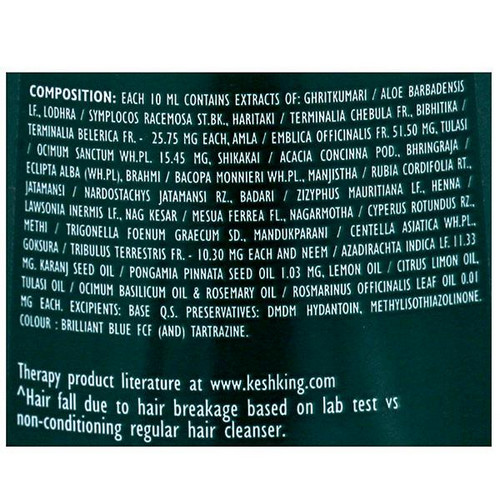 COMPOSITION: EACH 10 ML CONTAINS EXTRACTS OF: GHRITKUMARI / ALOE BARBADENSIS
LF., LODHRA / SYMPLOCOS RACEMOSA ST.BK., HARITAKI / TERMINALIA CHEBULA FR., BIBHITIKA /
TERMINALIA BELERICA FR. - 25.75 MG EACH, AMLA / EMBLICA OFFICINALIS FR. 51.50 MG, TULASI
/ OCIMUM SANCTUM WH.PL. 15.45 MG, SHIKAKAI / ACACIA CONCINNA POD., BHRINGRAJA /
ECLIPTA ALBA (WH.PL), BRAHMI / BACOPA MONNIERI WH.PL., MANJISTHA / RUBIA CORDIFOLIA RT.,
JATAMANSI / NARDOSTACHYS JATAMANSI RZ., BADARI / ZIZYPHUS MAURITIANA LF., HENNA /
LAWSONIA INERMIS LF., NAG KESAR / MESUA FERREA FL., NAGARMOTHA / CYPERUS ROTUNDUS RZ.,
METHI / TRIGONELLA FOENUM GRAECUM SD., MANDUKPARANI / CENTELLA ASIATICA WH.PL.,
GOKSURA / TRIBULUS TERRESTRIS FR. - 10.30 MG EACH AND NEEM / AZADIRACHTA INDICA LF. 11.33
MG. KARANJ SEED OIL / PONGAMIA PINNATA SEED OIL 1.03 MG, LEMON OIL / CITRUS LIMON OIL,
TULASI OIL / OCIMUM BASILICUM OIL & ROSEMARY OIL / ROSMARINUS OFFICINALIS LEAF OIL 0.01
MG EACH. EXCIPIENTS: BASE Q.S. PRESERVATIVES: DMDM HYDANTOIN, METHYLISOTHIAZOLINONE.
COLOUR : BRILLIANT BLUE FCF (AND) TARTRAZINE.
Therapy product literature at www.keshking.com
^Hair fall due to hair breakage based on lab test vs
non-conditioning regular hair cleanser.